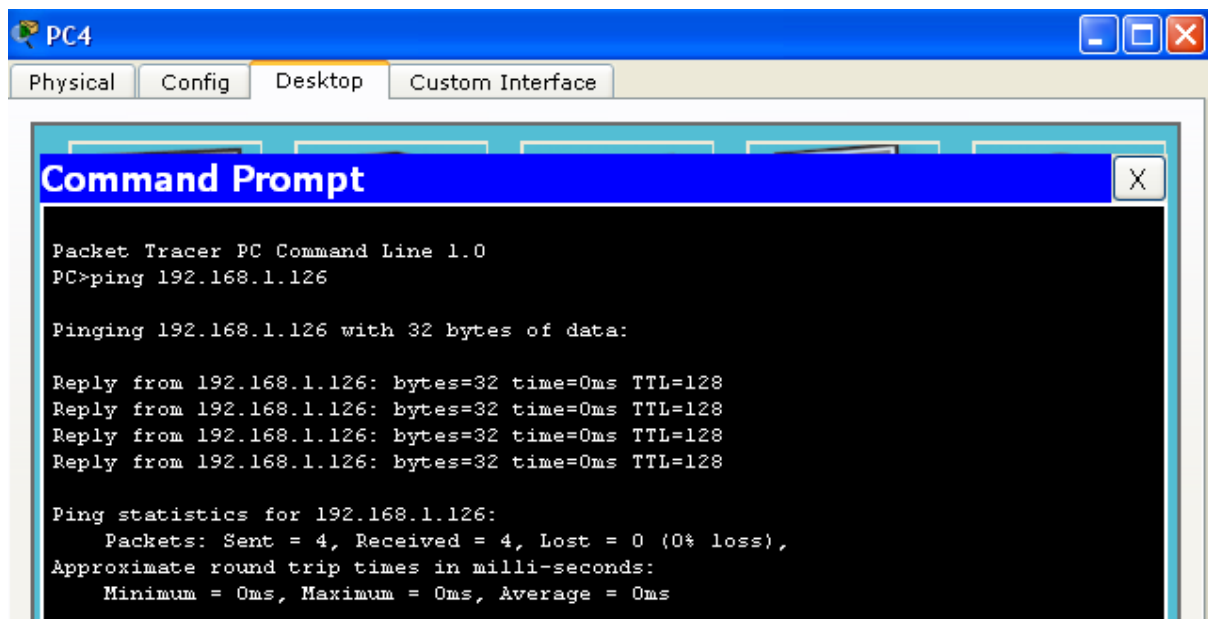 PC4
Physical Config Desktop Custom Interface
Command Prompt X
Packet Tracer PC Command Line 1.0
PC>ping 192.168.1.126
Pinging 192.168.1.126 with 32 bytes of data:
Reply from 192.168.1.126: bytes=32 time=0ms TTL=128
Reply from 192.168.1.126: bytes=32 time=0ms TTL=128
Reply from 192.168.1.126: bytes=32 time=0ms TTL=128
Reply from 192.168.1.126: bytes=32 time=0ms TTL=128
Ping statistics for 192.168.1.126:
Packets: Sent = 4, Received = 4, Lost = 0 (0% loss),
Approximate round trip times in milli-seconds:
Minimum = 0ms, Maximum = 0ms, Average = 0ms